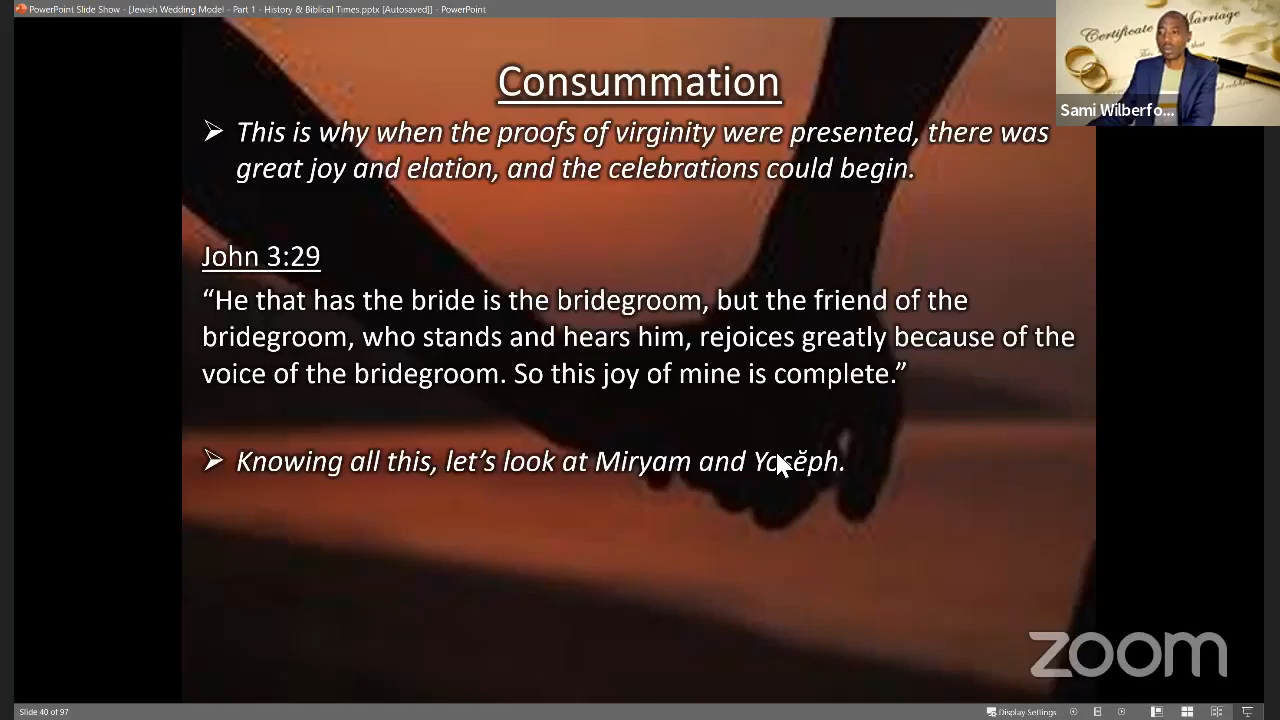 PowerPoint Slide Show - [Jewish Wedding Model - Part 1 - History & Biblical Times.pptx [Autosaved]] - PowerPoint
Certificate Marriage
Sami Wilberfo...
Consummation
➢ This is why when the proofs of virginity were presented, there was
great joy and elation, and the celebrations could begin.
John 3:29
“He that has the bride is the bridegroom, but the friend of the
bridegroom, who stands and hears him, rejoices greatly because of the
voice of the bridegroom. So this joy of mine is complete.”
➢ Knowing all this, let’s look at Miryam and Yosĕph.
zoom
Slide 40 of 97
Display Settings